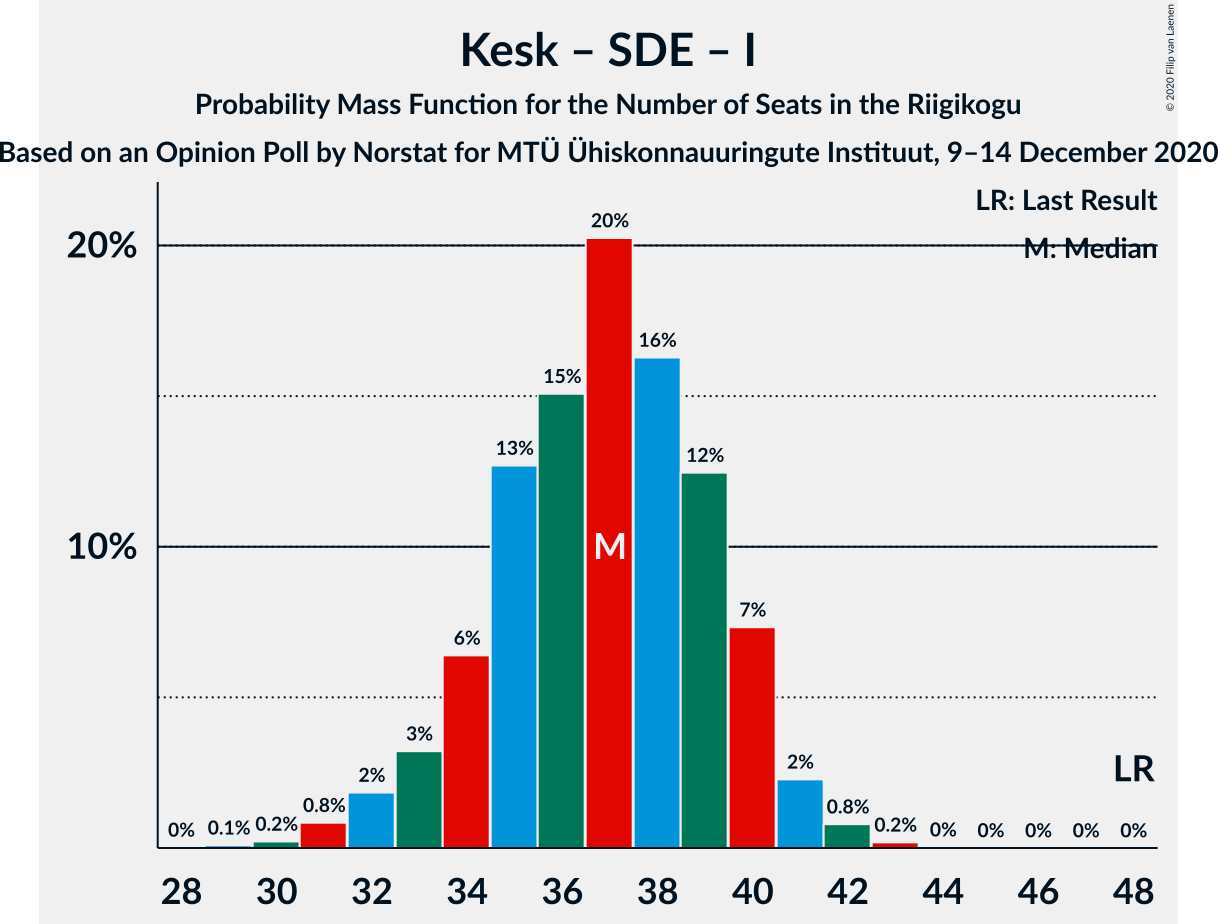 Kesk – SDE – I
Probability Mass Function for the Number of Seats in the Riigikogu
Based on an Opinion Poll by Norstat for MTÜ Ühiskonnauuringute Instituut, 9–14 December 2020
© 2020 Filip van Laenen
LR: Last Result
M: Median
20%
10%
0%
0.1%
0.2%
0.8%
2%
3%
6%
13%
15%
20%
16%
12%
7%
2%
0.8%
0.2%
0%
0%
0%
0%
0%
M
LR
28 30 32 34 36 38 40 42 44 46 48